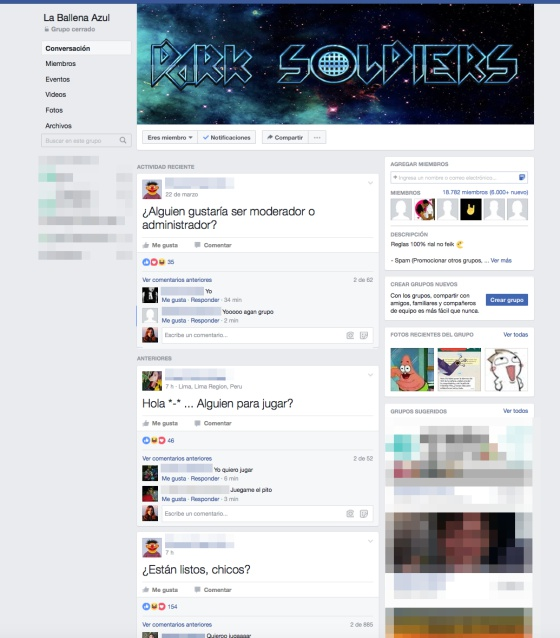 La Ballena Azul
Grupo cerrado
Conversación
Miembros
Eventos
Videos
Fotos
Archivos
Buscar en este grupo
DARK SOLDIERS
Eres miembro
Notificaciones
Compartir
ACTIVIDAD RECIENTE
22 de marzo
¿Alguien gustaría ser moderador o
administrador?
Me gusta Comentar
35
Ver comentarios anteriores 2 de 62
Yo
Me gusta · Responder · 34 min
Yooooo agan grupo
Me gusta · Responder · 2 min
Escribe un comentario...
ANTERIORES
7 h · Lima, Lima Region, Peru
Hola *-* ... Alguien para jugar?
Me gusta Comentar
46
Ver comentarios anteriores 2 de 52
Yo quiero jugar
Me gusta · Responder · 6 min
Juegame el pito
Me gusta · Responder · 3 min
Escribe un comentario...
7 h
¿Están listos, chicos?
Me gusta Comentar
154
Ver comentarios anteriores 2 de 865
Quieroo jugaaaar
AGREGAR MIEMBROS
+ Ingresa un nombre o correo electrónico...
MIEMBROS 18.782 miembros (6.000+ nuevo)
DESCRIPCIÓN
Reglas 100% rial no feik
- Spam (Promocionar otros grupos, ... Ver más
CREAR GRUPOS NUEVOS
Con los grupos, compartir con
amigos, familiares y compañeros
de equipo es más fácil que nunca.
Crear grupo
FOTOS RECIENTES DEL GRUPO Ver todas
GRUPOS SUGERIDOS Ver todos